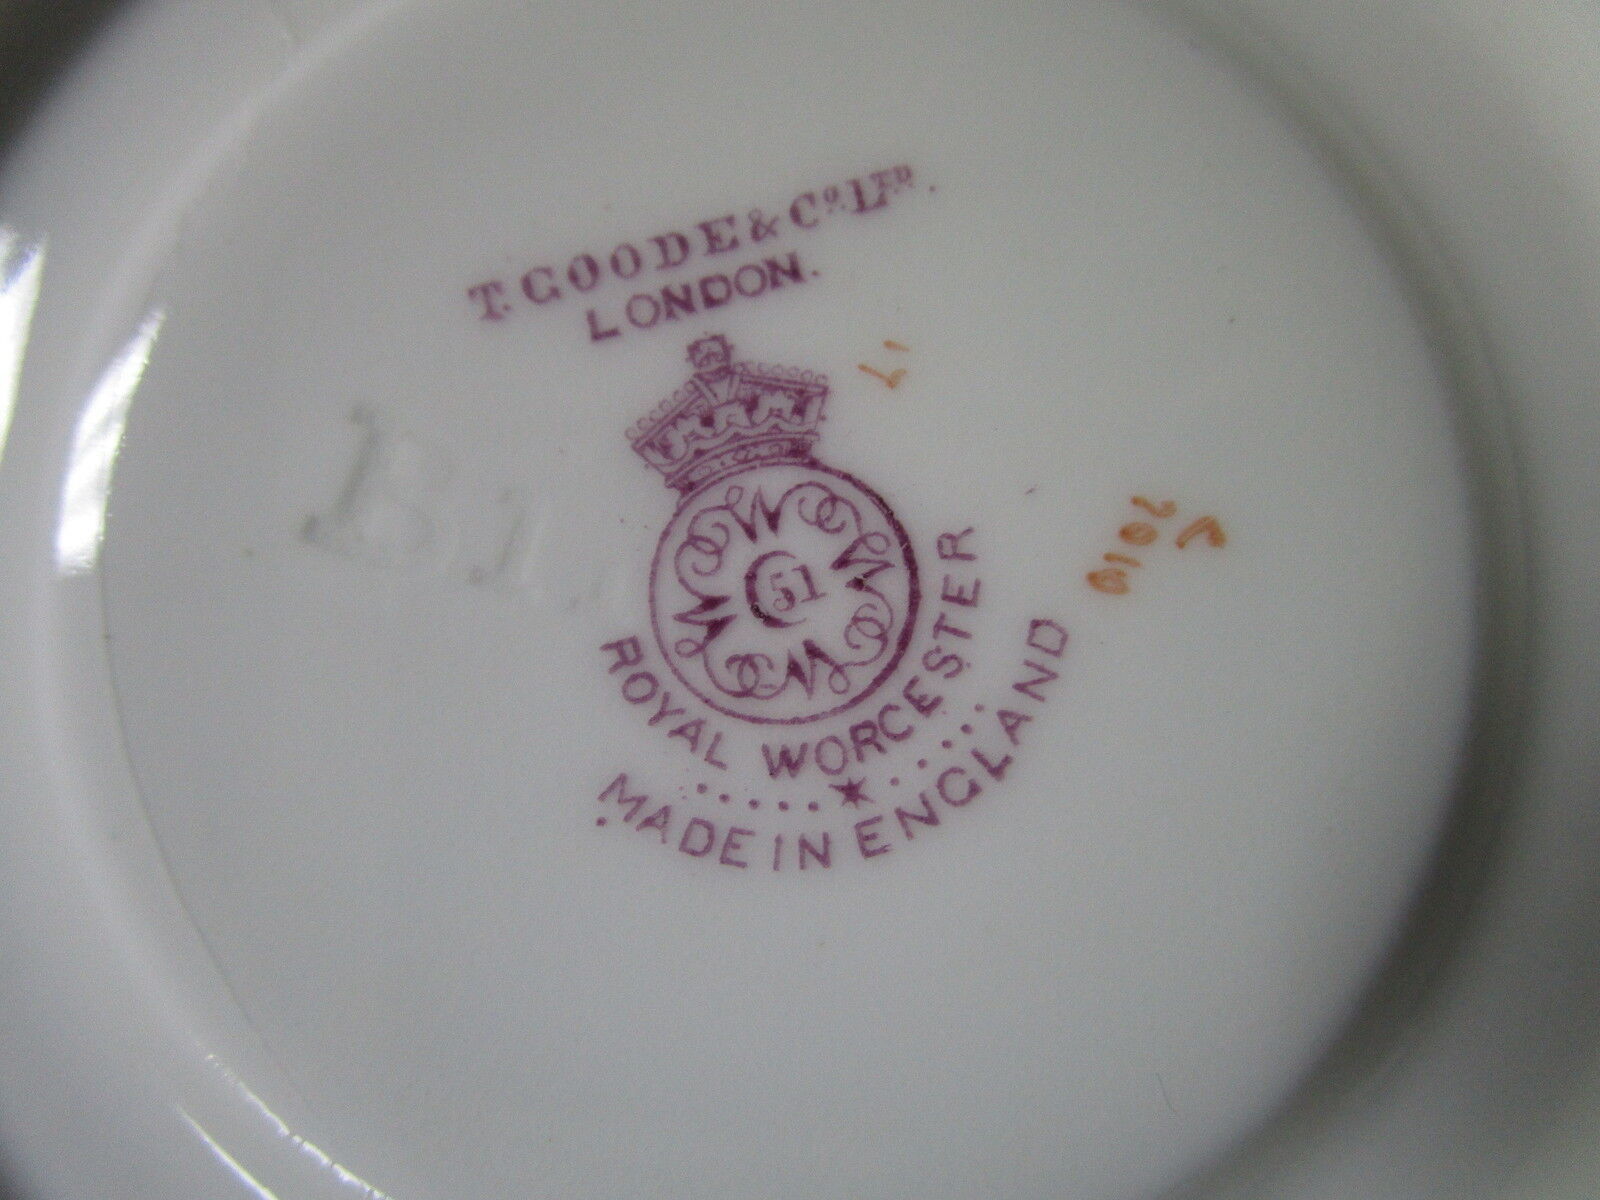 T. GOODE & Cº LTD.
LONDON.
51
ROYAL WORCESTER
MADE IN ENGLAND